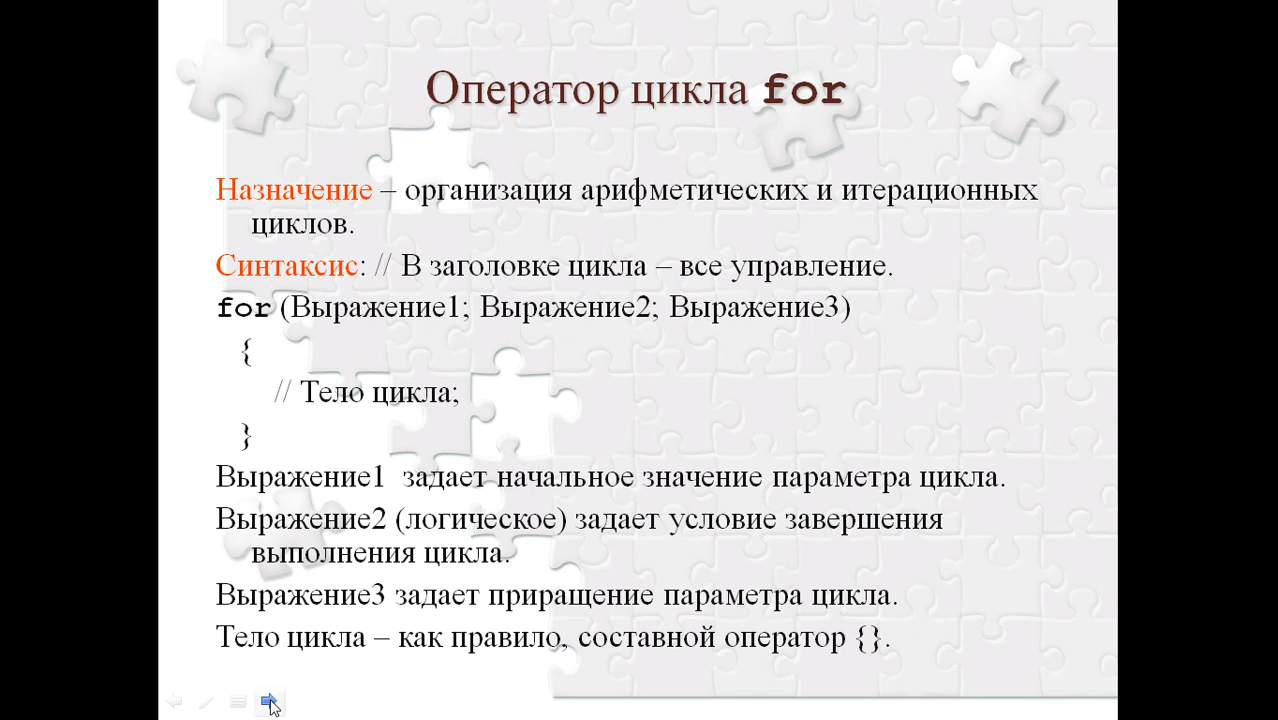 Оператор цикла for
Назначение – организация арифметических и итерационных
циклов.
Синтаксис: // В заголовке цикла – все управление.
for (Выражение1; Выражение2; Выражение3)
{
// Тело цикла;
}
Выражение1 задает начальное значение параметра цикла.
Выражение2 (логическое) задает условие завершения
выполнения цикла.
Выражение3 задает приращение параметра цикла.
Тело цикла – как правило, составной оператор {}.